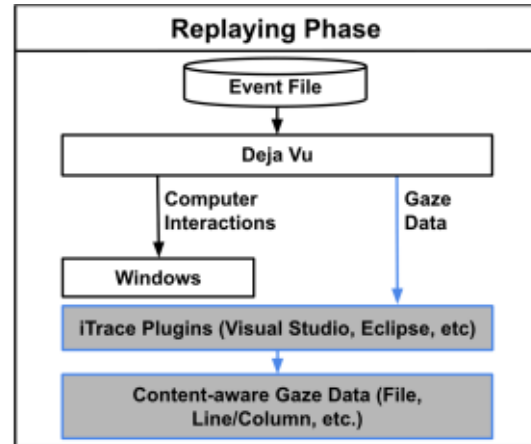 Replaying Phase
Event File
Deja Vu
Computer
Interactions
Gaze
Data
Windows
iTrace Plugins (Visual Studio, Eclipse, etc)
Content-aware Gaze Data (File,
Line/Column, etc.)